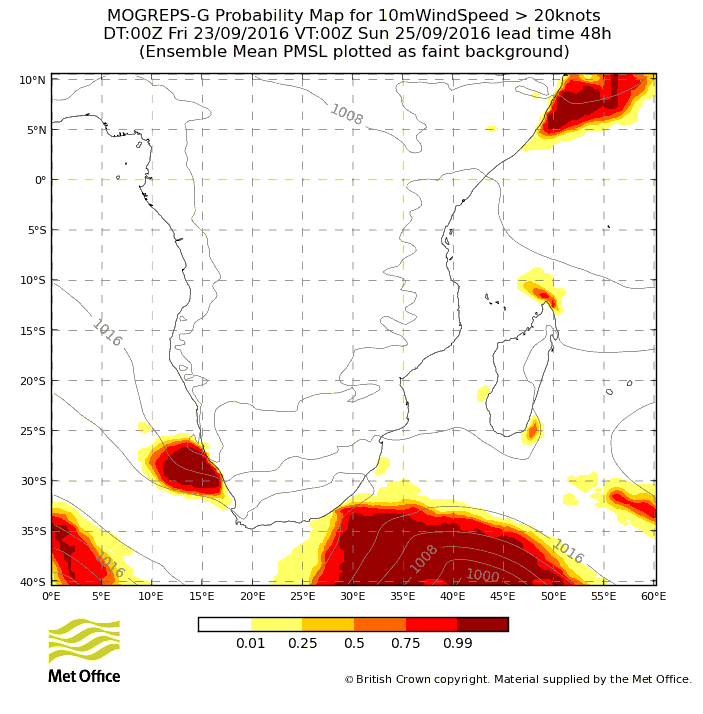 MOGREPS-G Probability Map for 10mWindSpeed > 20knots
DT:00Z Fri 23/09/2016 VT:00Z Sun 25/09/2016 lead time 48h
(Ensemble Mean PMSL plotted as faint background)
10°N
5°N
0°
5°S
10°S
15°S
20°S
25°S
30°S
35°S
40°S
1008
1016
1016
1008
1000
1016
0°E 5°E 10°E 15°E 20°E 25°E 30°E 35°E 40°E 45°E 50°E 55°E 60°E
0.01 0.25 0.5 0.75 0.99
Met Office
© British Crown copyright. Material supplied by the Met Office.